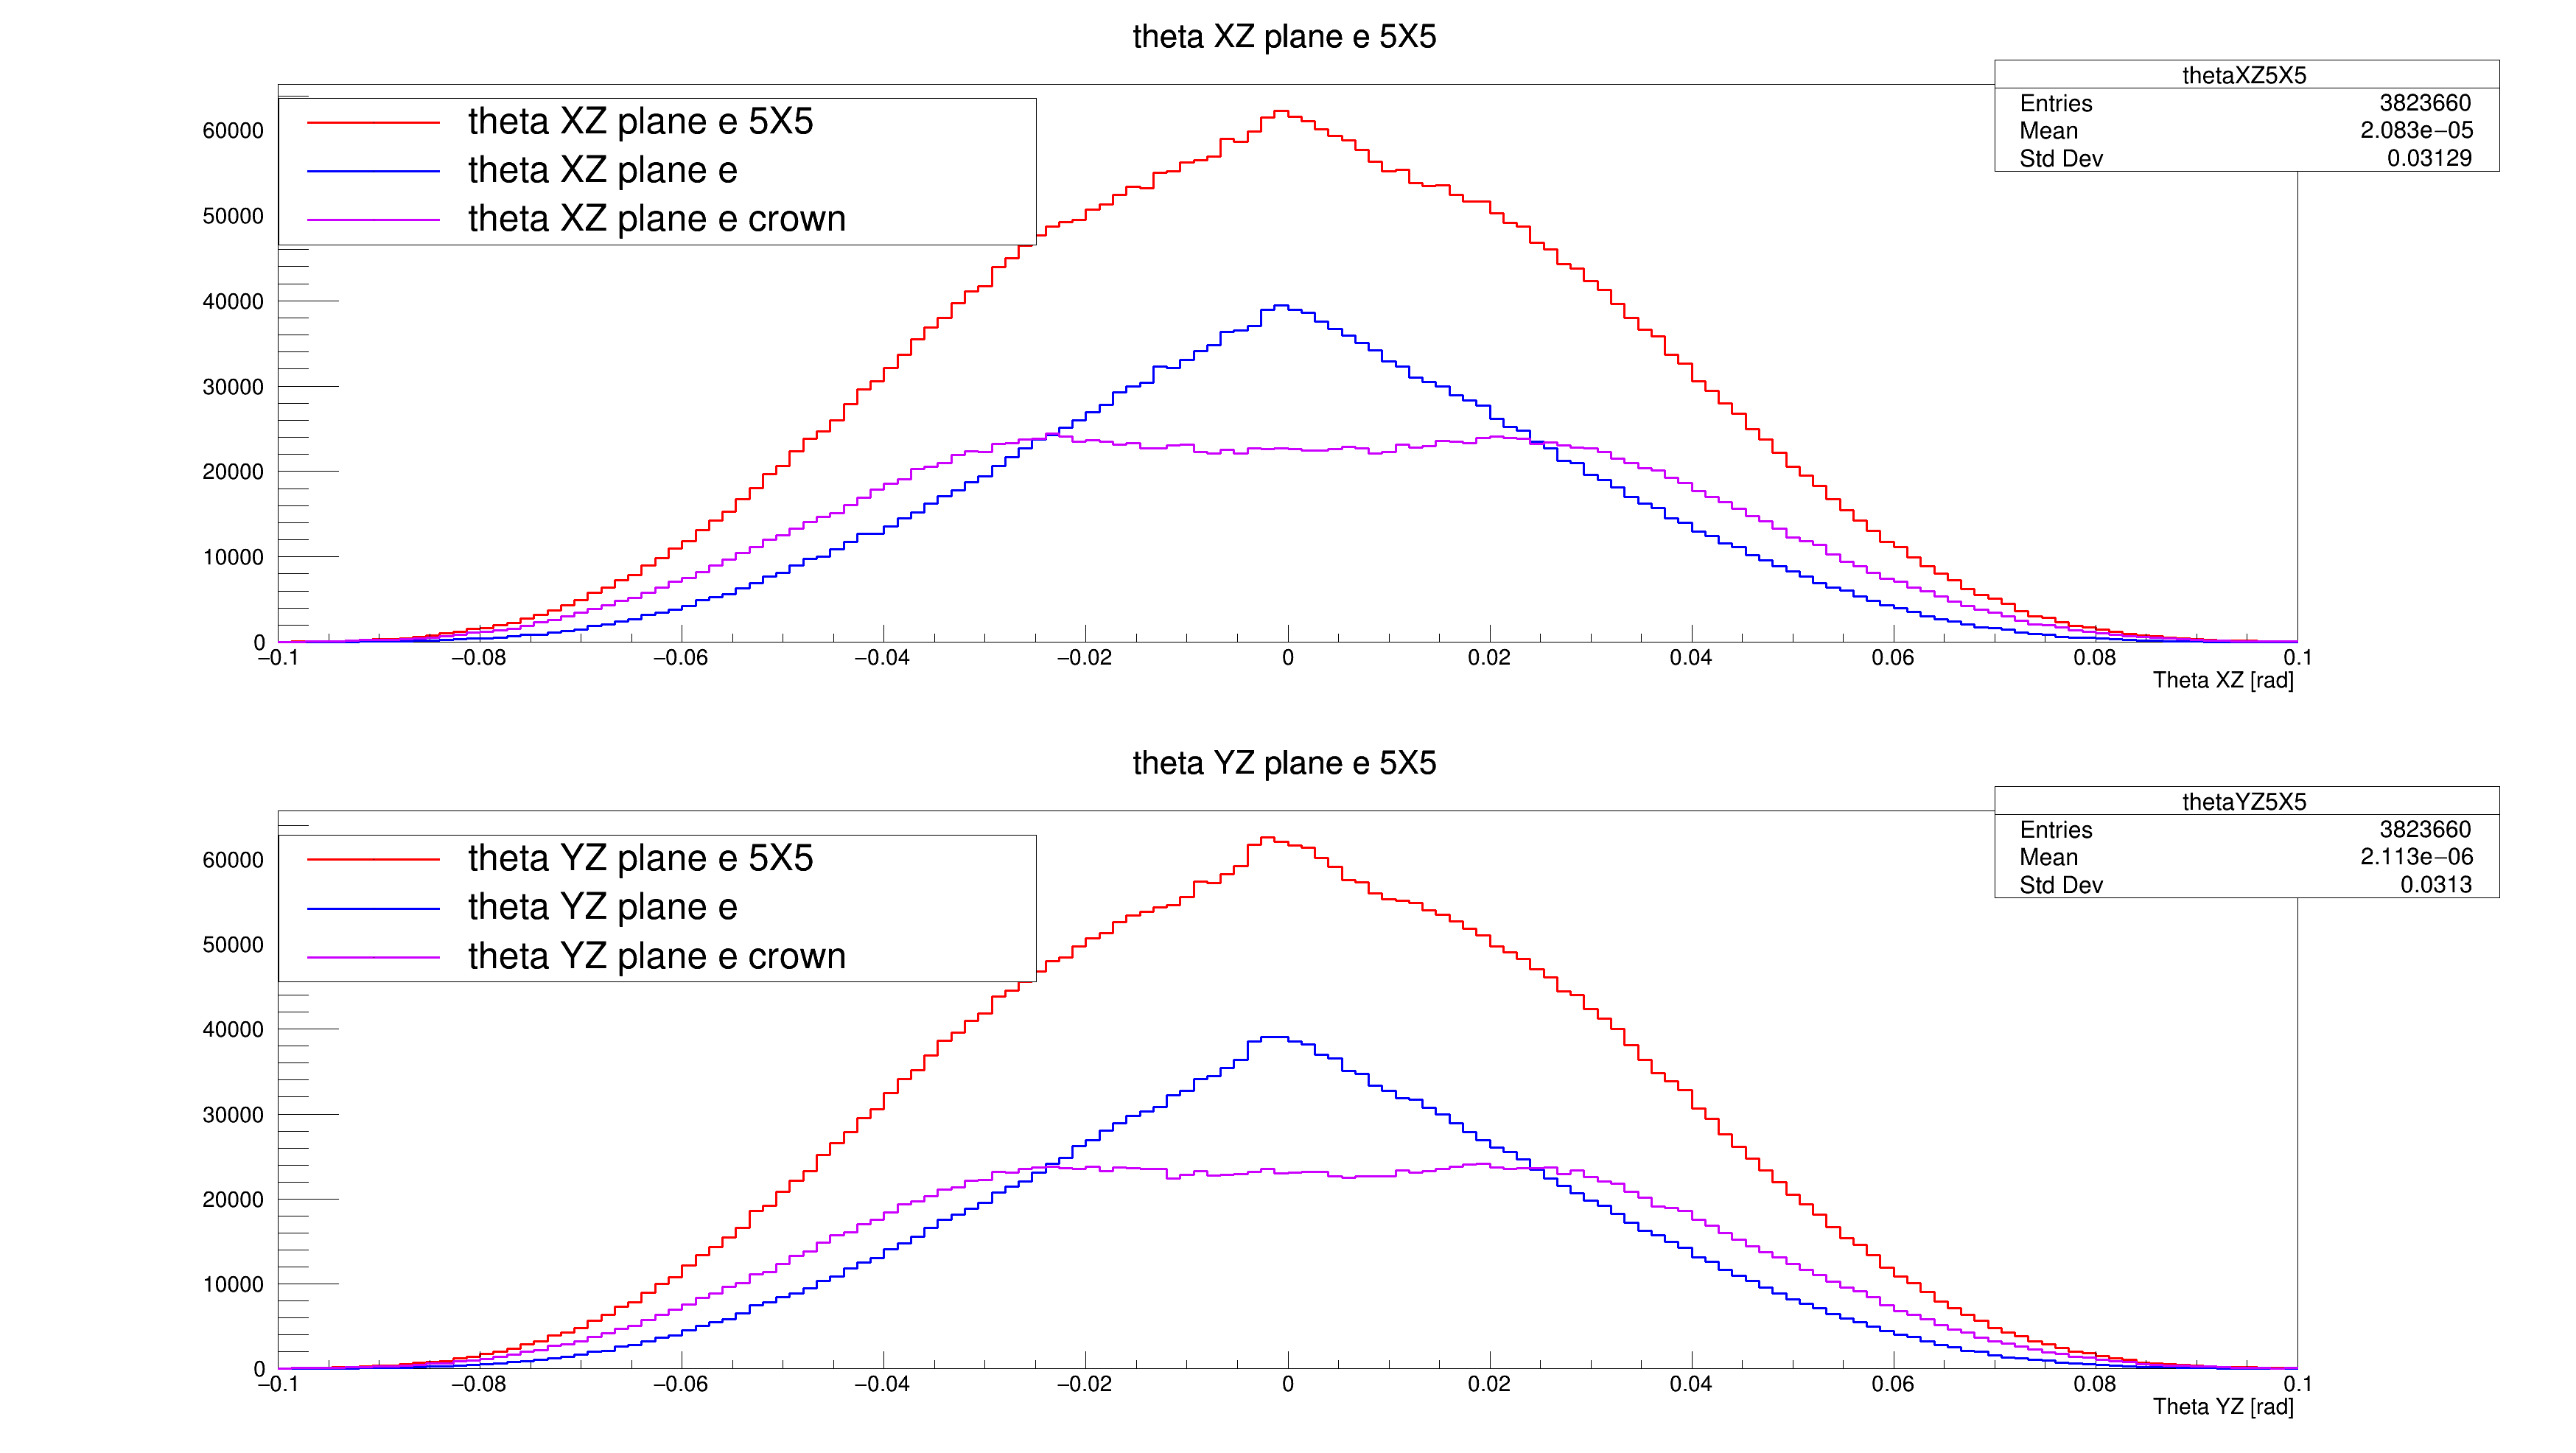 theta XZ plane e 5X5
thetaXZ5X5
Entries 3823660
Mean 2.083e−05
Std Dev 0.03129
theta XZ plane e 5X5
theta XZ plane e
theta XZ plane e crown
60000
50000
40000
30000
20000
10000
0
−0.1 −0.08 −0.06 −0.04 −0.02 0 0.02 0.04 0.06 0.08 0.1
Theta XZ [rad]
theta YZ plane e 5X5
thetaYZ5X5
Entries 3823660
Mean 2.113e−06
Std Dev 0.0313
theta YZ plane e 5X5
theta YZ plane e
theta YZ plane e crown
60000
50000
40000
30000
20000
10000
0
−0.1 −0.08 −0.06 −0.04 −0.02 0 0.02 0.04 0.06 0.08 0.1
Theta YZ [rad]